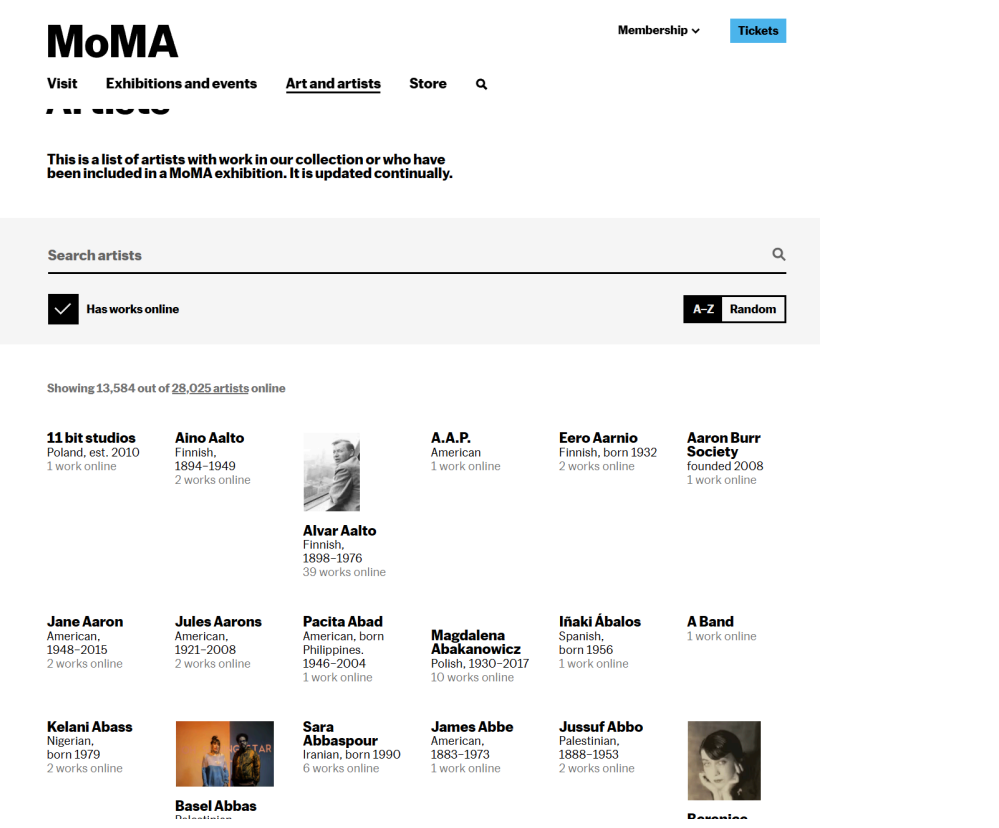 MoMA
Membership
Tickets
Visit
Exhibitions and events
Art and artists
Store
Artists
This is a list of artists with work in our collection or who have
been included in a MoMA exhibition. It is updated continually.
Search artists
Has works online
A–Z
Random
Showing 13,584 out of 28,025 artists online
11 bit studios
Poland, est. 2010
1 work online
Aino Aalto
Finnish,
1894–1949
2 works online
Alvar Aalto
Finnish,
1898–1976
39 works online
A.A.P.
American
1 work online
Eero Aarnio
Finnish, born 1932
2 works online
Aaron Burr
Society
founded 2008
1 work online
Jane Aaron
American,
1948–2015
2 works online
Jules Aarons
American,
1921–2008
2 works online
Pacita Abad
American, born
Philippines.
1946–2004
1 work online
Magdalena
Abakanowicz
Polish, 1930–2017
10 works online
Iñaki Ábalos
Spanish,
born 1956
1 work online
A Band
1 work online
Kelani Abass
Nigerian,
born 1979
2 works online
Basel Abbas
Palestinian,
Sara
Abbaspour
Iranian, born 1990
6 works online
James Abbe
American,
1883–1973
1 work online
Jussuf Abbo
Palestinian,
1888–1953
2 works online
Berenice